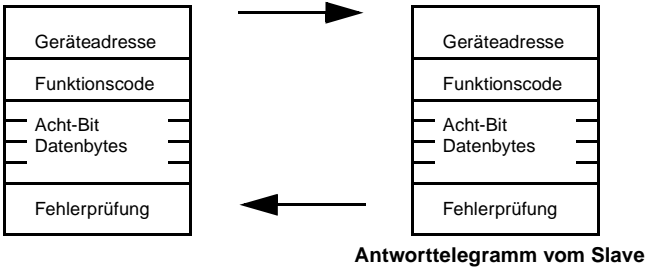 Geräteadresse
Funktionscode
Acht-Bit
Datenbytes
Fehlerprüfung
Geräteadresse
Funktionscode
Acht-Bit
Datenbytes
Fehlerprüfung
Antworttelegramm vom Slave